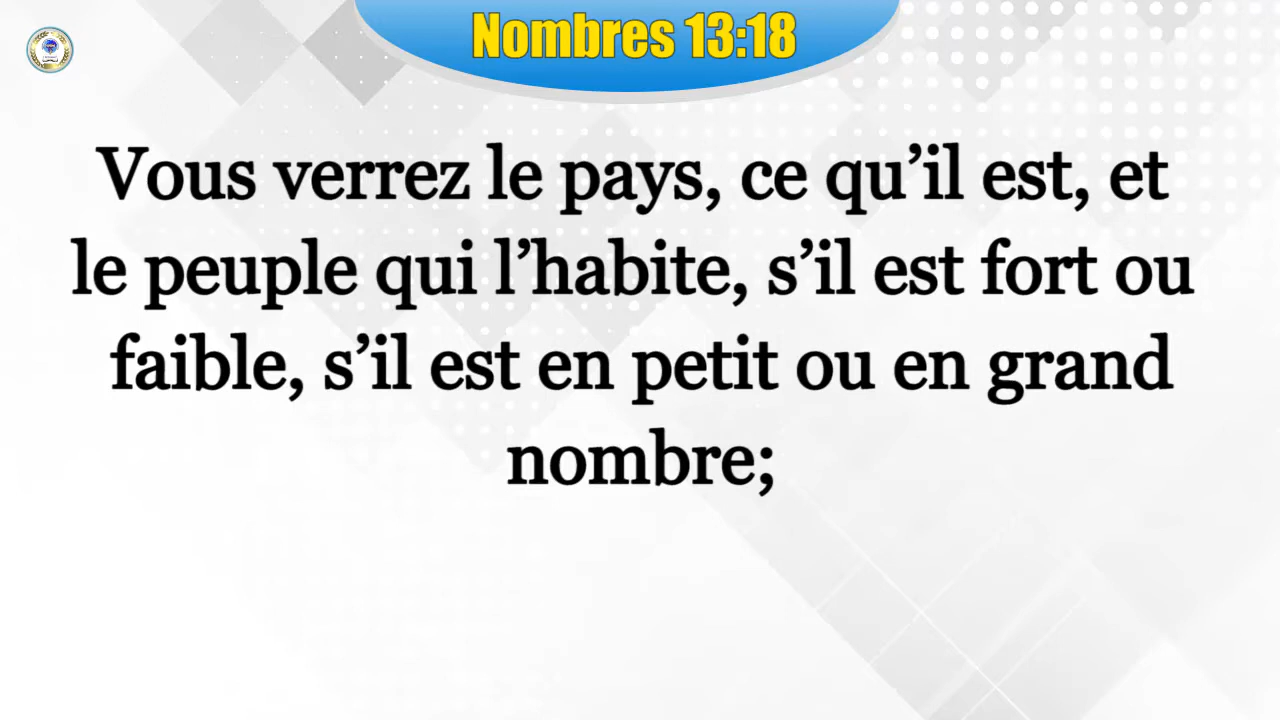 Nombres 13:18
Vous verrez le pays, ce qu’il est, et
le peuple qui l’habite, s’il est fort ou
faible, s’il est en petit ou en grand
nombre;